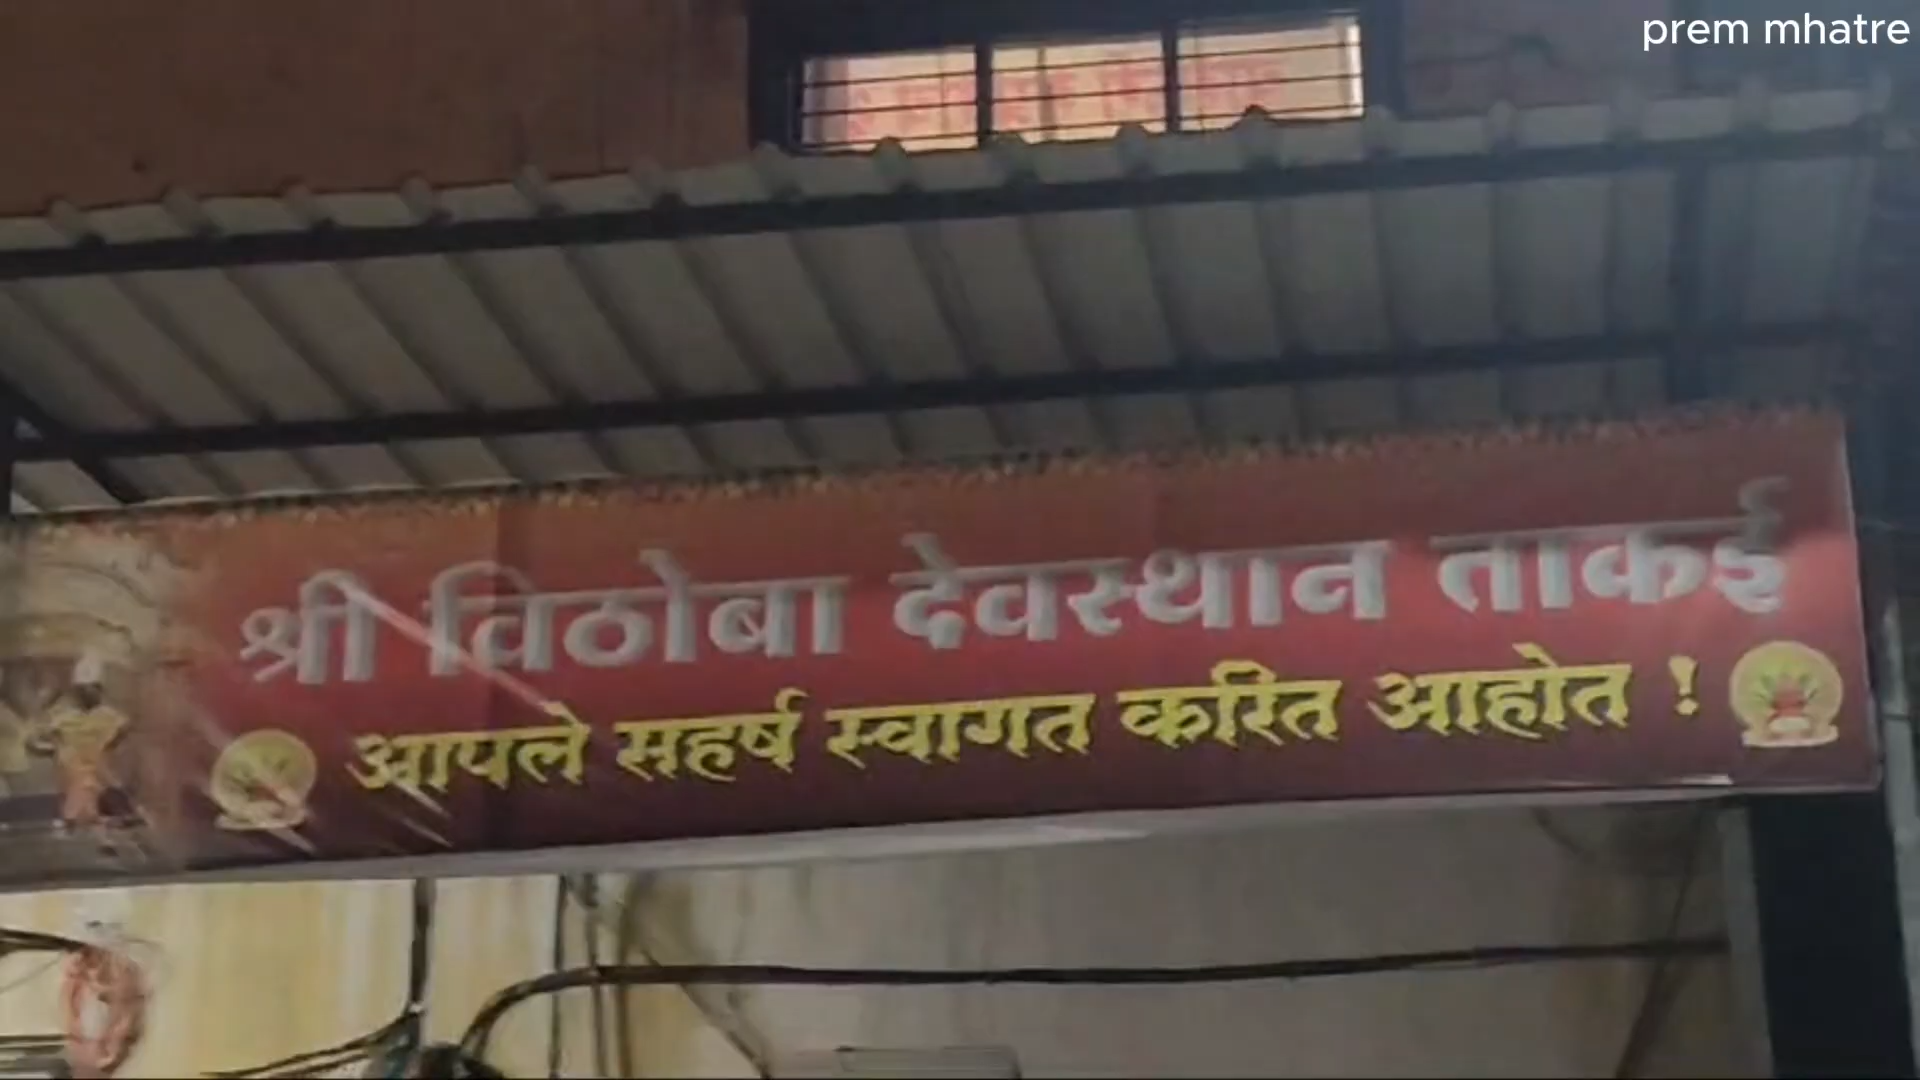 prem mhatre
श्री विठोबा देवस्थान ताकई
आपले सहर्ष स्वागत करित आहोत !